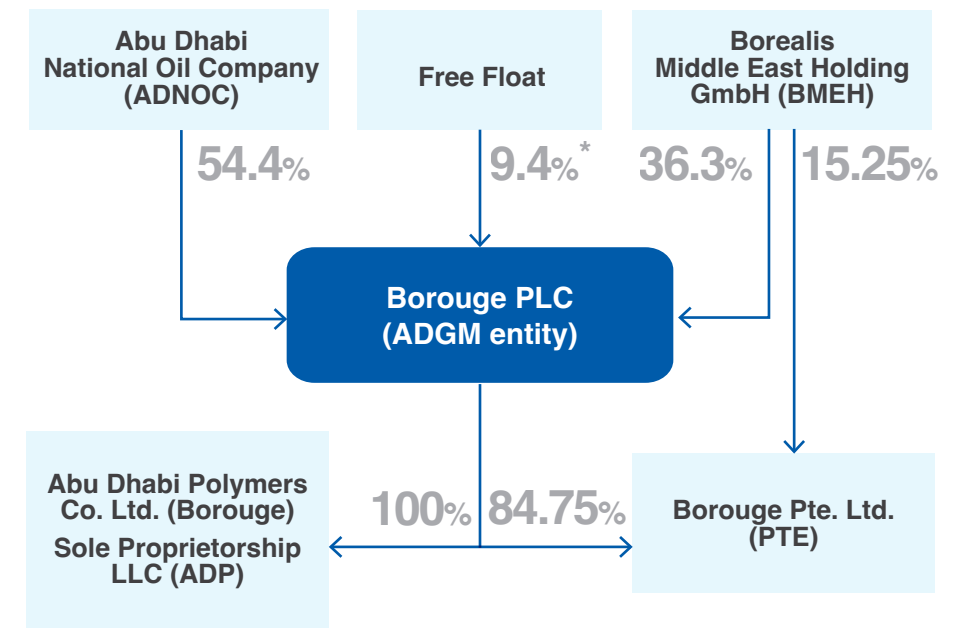 Abu Dhabi
National Oil Company
(ADNOC)
Free Float
Borealis
Middle East Holding
GmbH (BMEH)
54.4%
9.4%*
36.3%
15.25%
Borouge PLC
(ADGM entity)
Abu Dhabi Polymers
Co. Ltd. (Borouge)
Sole Proprietorship
LLC (ADP)
100%
84.75%
Borouge Pte. Ltd.
(PTE)